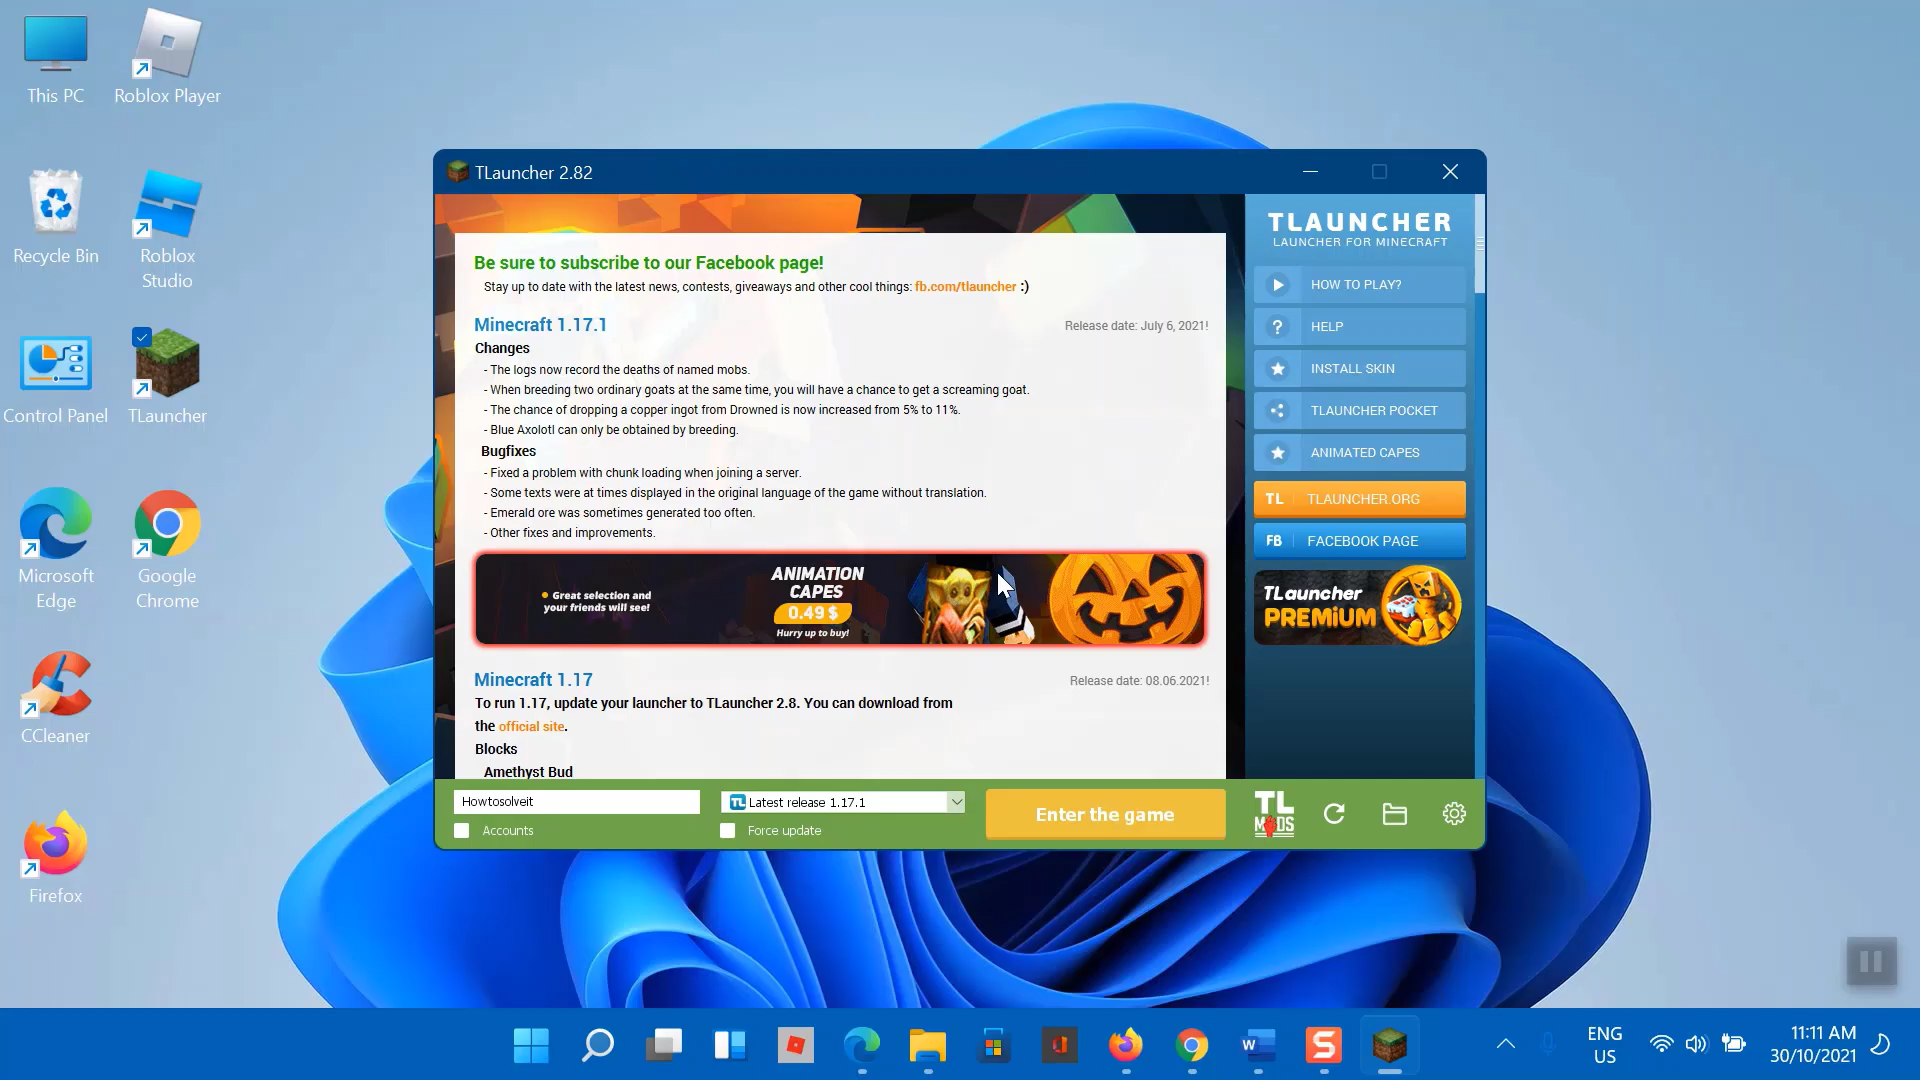 This PC
Roblox Player
Recycle Bin
Roblox
Studio
Control Panel
TLauncher
Microsoft
Edge
Google
Chrome
CCleaner
Firefox
TLauncher 2.82
Be sure to subscribe to our Facebook page!
Stay up to date with the latest news, contests, giveaways and other cool things: fb.com/tlauncher :)
Minecraft 1.17.1
Release date: July 6, 2021!
Changes
- The logs now record the deaths of named mobs.
- When breeding two ordinary goats at the same time, you will have a chance to get a screaming goat.
- The chance of dropping a copper ingot from Drowned is now increased from 5% to 11%.
- Blue Axolotl can only be obtained by breeding.
Bugfixes
- Fixed a problem with chunk loading when joining a server.
- Some texts were at times displayed in the original language of the game without translation.
- Emerald ore was sometimes generated too often.
- Other fixes and improvements.
Great selection and
your friends will see!
ANIMATION
CAPES
0.49 $
Hurry up to buy!
Minecraft 1.17
Release date: 08.06.2021!
To run 1.17, update your launcher to TLauncher 2.8. You can download from
the official site.
Blocks
Amethyst Bud
TLAUNCHER
LAUNCHER FOR MINECRAFT
HOW TO PLAY?
? HELP
INSTALL SKIN
TLAUNCHER POCKET
ANIMATED CAPES
TL TLAUNCHER ORG
FB FACEBOOK PAGE
TLauncher
PREMIUM
Howtosolveit
TL Latest release 1.17.1
Accounts
Force update
Enter the game
TL
MODS
W
S
ENG
US
11:11 AM
30/10/2021